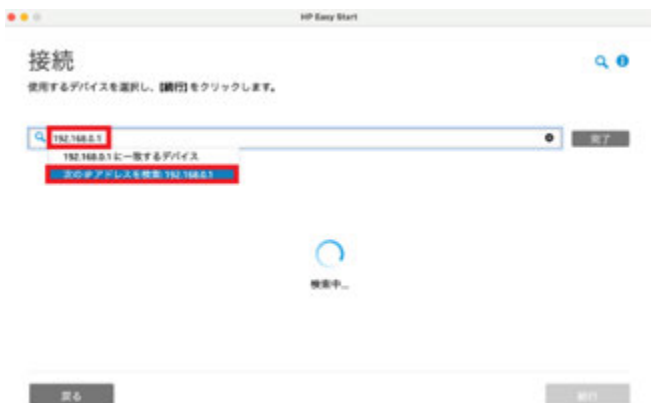 HP Easy Start
接続
使用するデバイスを選択し、[続行]をクリックします。
192.168.0.1
完了
192.168.0.1 に一致するデバイス
次の IP アドレスを検索: 192.168.0.1
検索中...
戻る
続行